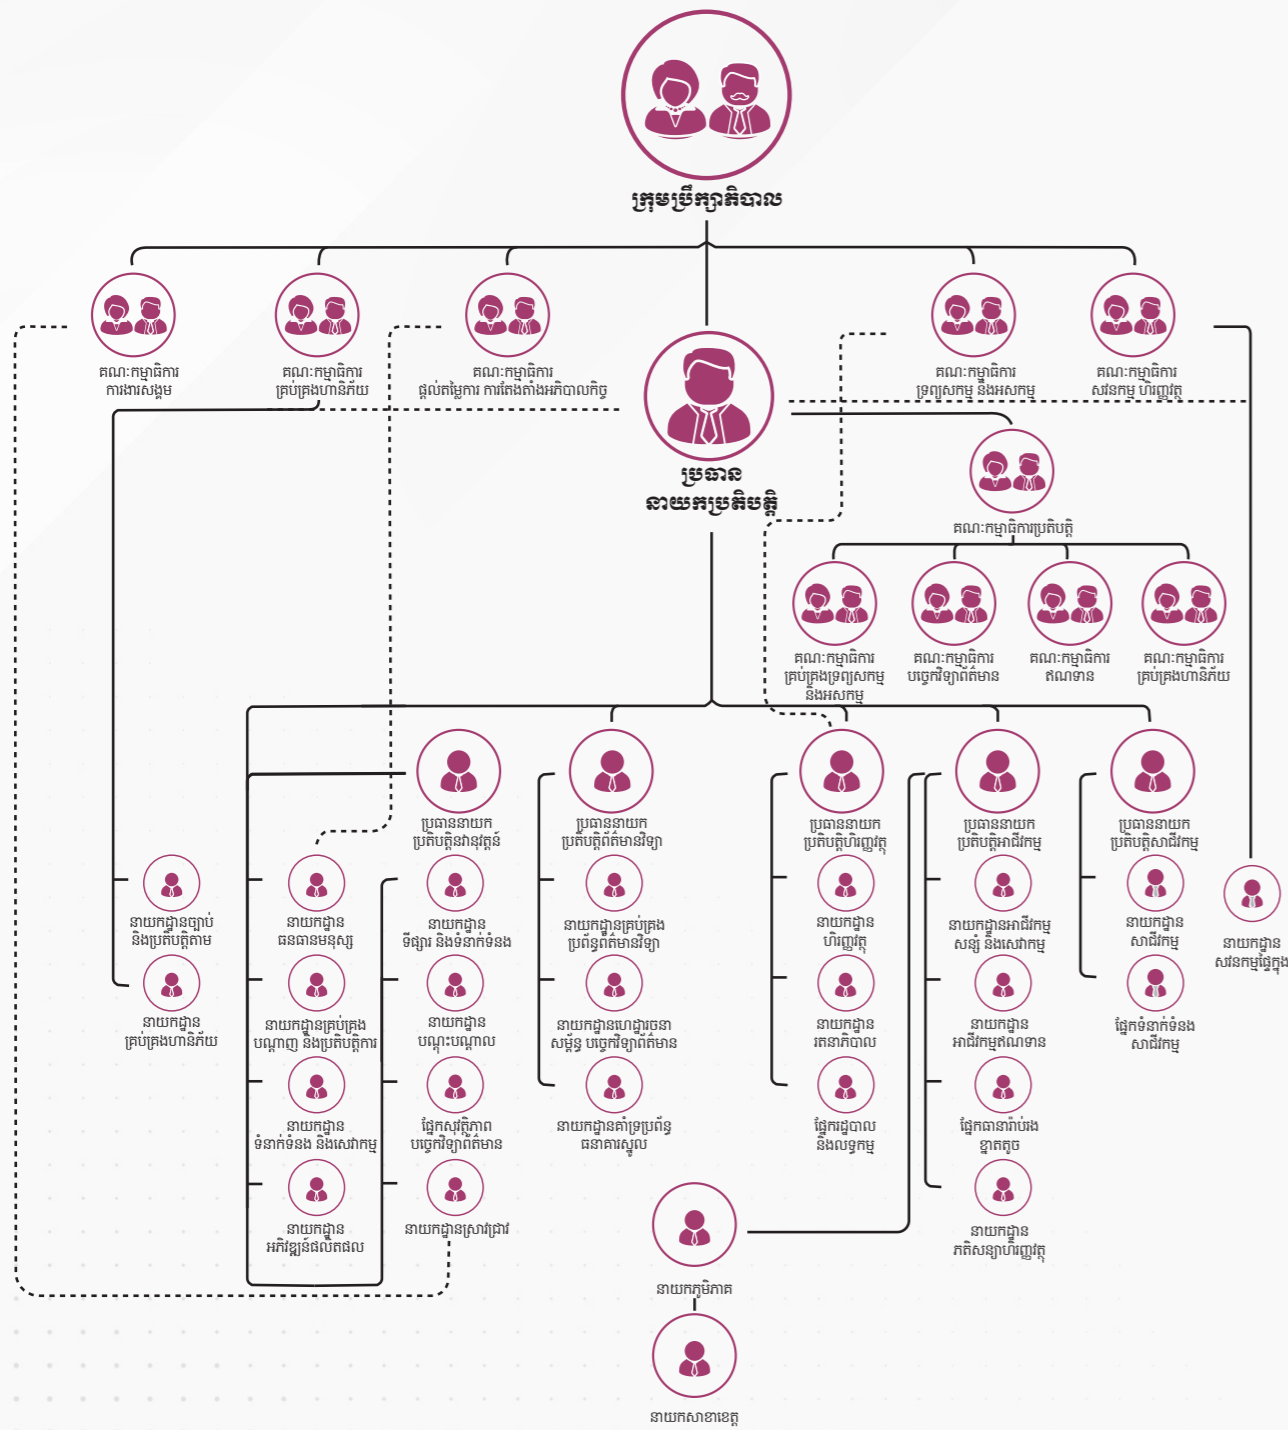 ក្រុមប្រឹក្សាភិបាល
គណៈកម្មាធិការ
ការងារសង្គម
គណៈកម្មាធិការ
គ្រប់គ្រងហានិភ័យ
គណៈកម្មាធិការ
ផ្តល់តម្លៃការ ការតែងតាំងអភិបាលកិច្ច
គណៈកម្មាធិការ
ទ្រព្យសកម្ម និងអសកម្ម
គណៈកម្មាធិការ
សវនកម្ម ហិរញ្ញវត្ថុ
ប្រធាន
នាយកប្រតិបត្តិ
គណៈកម្មាធិការប្រតិបត្តិ
គណៈកម្មាធិការ
គ្រប់គ្រងទ្រព្យសកម្ម
និងអសកម្ម
គណៈកម្មាធិការ
បច្ចេកវិទ្យាព័ត៌មាន
គណៈកម្មាធិការ
ឥណទាន
គណៈកម្មាធិការ
គ្រប់គ្រងហានិភ័យ
ប្រធាននាយក
ប្រតិបត្តិនវានុវត្តន៍
ប្រធាននាយក
ប្រតិបត្តិព័ត៌មានវិទ្យា
ប្រធាននាយក
ប្រតិបត្តិហិរញ្ញវត្ថុ
ប្រធាននាយក
ប្រតិបត្តិអាជីវកម្ម
ប្រធាននាយក
ប្រតិបត្តិសាជីវកម្ម
នាយកដ្ឋានច្បាប់
និងប្រតិបត្តិតាម
នាយកដ្ឋាន
ធនធានមនុស្ស
នាយកដ្ឋាន
ទីផ្សារ និងទំនាក់ទំនង
នាយកដ្ឋានគ្រប់គ្រង
ប្រព័ន្ធព័ត៌មានវិទ្យា
នាយកដ្ឋាន
ហិរញ្ញវត្ថុ
នាយកដ្ឋានអាជីវកម្ម
សន្សំ និងសេវាកម្ម
នាយកដ្ឋាន
សាជីវកម្ម
នាយកដ្ឋាន
សវនកម្មផ្ទៃក្នុង
នាយកដ្ឋាន
គ្រប់គ្រងហានិភ័យ
នាយកដ្ឋានគ្រប់គ្រង
បណ្តាញ និងប្រតិបត្តិការ
នាយកដ្ឋាន
បណ្តុះបណ្តាល
នាយកដ្ឋានហេដ្ឋារចនា
សម្ព័ន្ធ បច្ចេកវិទ្យាព័ត៌មាន
នាយកដ្ឋាន
រតនាភិបាល
នាយកដ្ឋាន
អាជីវកម្មឥណទាន
ផ្នែកទំនាក់ទំនង
សាជីវកម្ម
នាយកដ្ឋាន
ទំនាក់ទំនង និងសេវាកម្ម
ផ្នែកសុវត្ថិភាព
បច្ចេកវិទ្យាព័ត៌មាន
នាយកដ្ឋានគាំទ្រប្រព័ន្ធ
ធនាគារស្នូល
ផ្នែករដ្ឋបាល
និងលទ្ធកម្ម
ផ្នែកធានារ៉ាប់រង
ខ្នាតតូច
នាយកដ្ឋាន
អភិវឌ្ឍន៍ផលិតផល
នាយកដ្ឋានស្រាវជ្រាវ
នាយកដ្ឋាន
ភតិសន្យាហិរញ្ញវត្ថុ
នាយកភូមិភាគ
នាយកសាខាខេត្ត